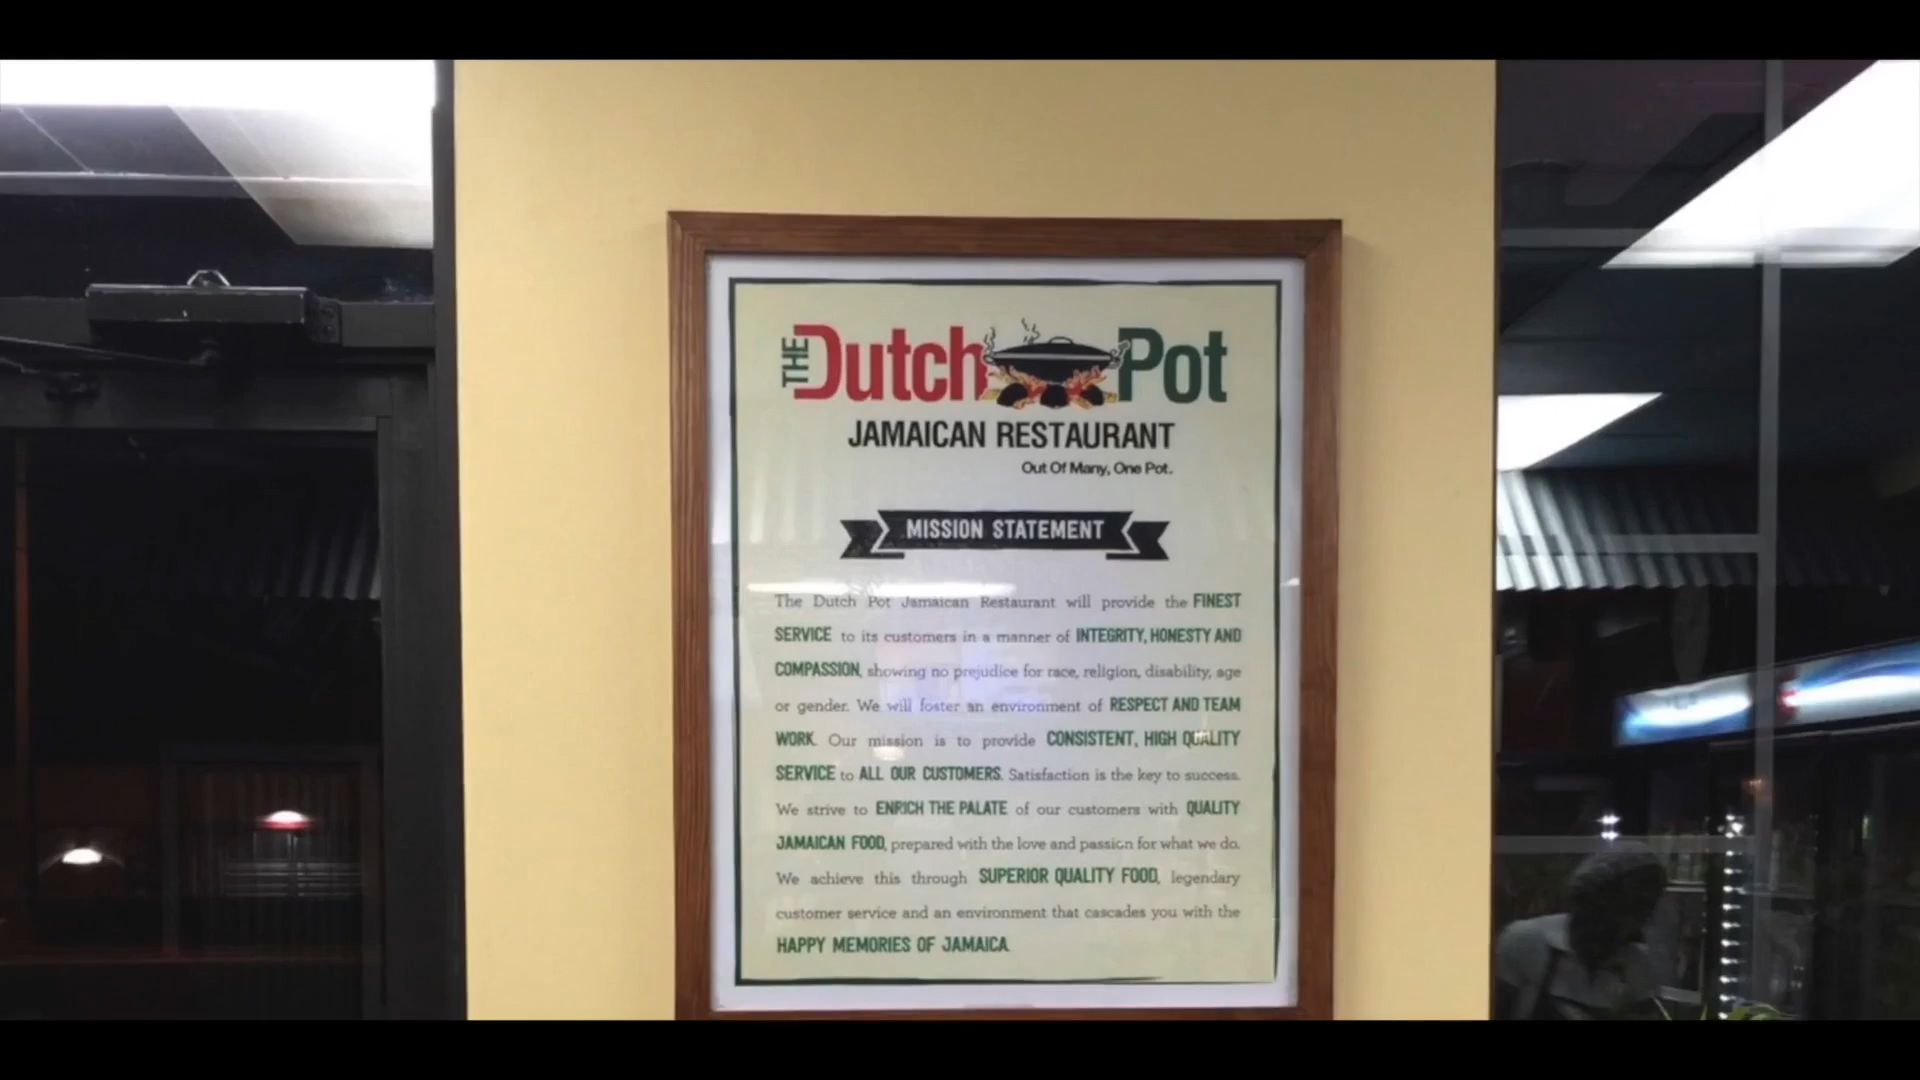 THE Dutch Pot
JAMAICAN RESTAURANT
Out Of Many, One Pot.
MISSION STATEMENT
The Dutch Pot Jamaican Restaurant will provide the FINEST
SERVICE to its customers in a manner of INTEGRITY, HONESTY AND
COMPASSION, showing no prejudice for race, religion, disability, age
or gender. We will foster an environment of RESPECT AND TEAM
WORK. Our mission is to provide CONSISTENT, HIGH QUALITY
SERVICE to ALL OUR CUSTOMERS. Satisfaction is the key to success.
We strive to ENRICH THE PALATE of our customers with QUALITY
JAMAICAN FOOD, prepared with the love and passion for what we do.
We achieve this through SUPERIOR QUALITY FOOD, legendary
customer service and an environment that cascades you with the
HAPPY MEMORIES OF JAMAICA.